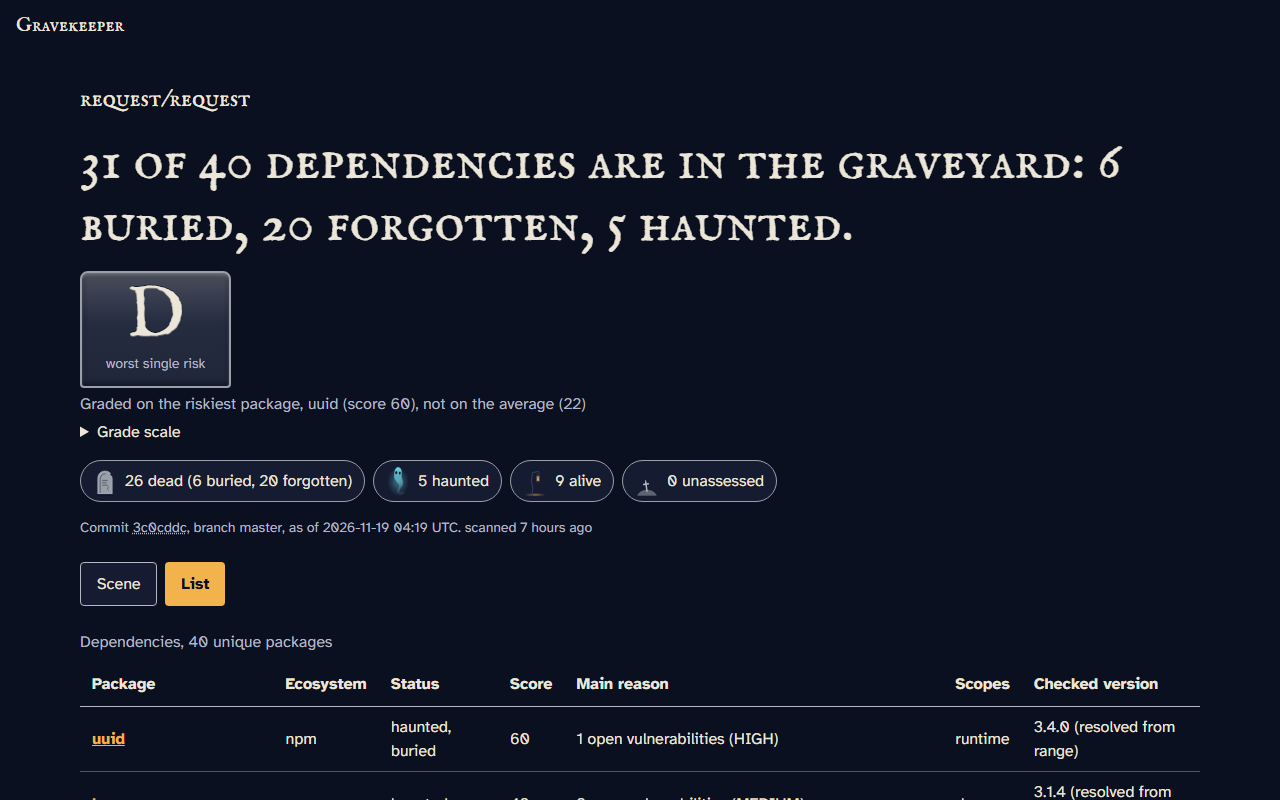 Gravekeeper
request/request
31 of 40 dependencies are in the graveyard: 6
buried, 20 forgotten, 5 haunted.
D
worst single risk
Graded on the riskiest package, uuid (score 60), not on the average (22)
Grade scale
26 dead (6 buried, 20 forgotten) 5 haunted 9 alive 0 unassessed
Commit 3c0cddc, branch master, as of 2026-11-19 04:19 UTC. scanned 7 hours ago
Scene List
Dependencies, 40 unique packages
Package Ecosystem Status Score Main reason Scopes Checked version
uuid npm haunted, buried 60 1 open vulnerabilities (HIGH) runtime 3.4.0 (resolved from range)
3.1.4 (resolved from